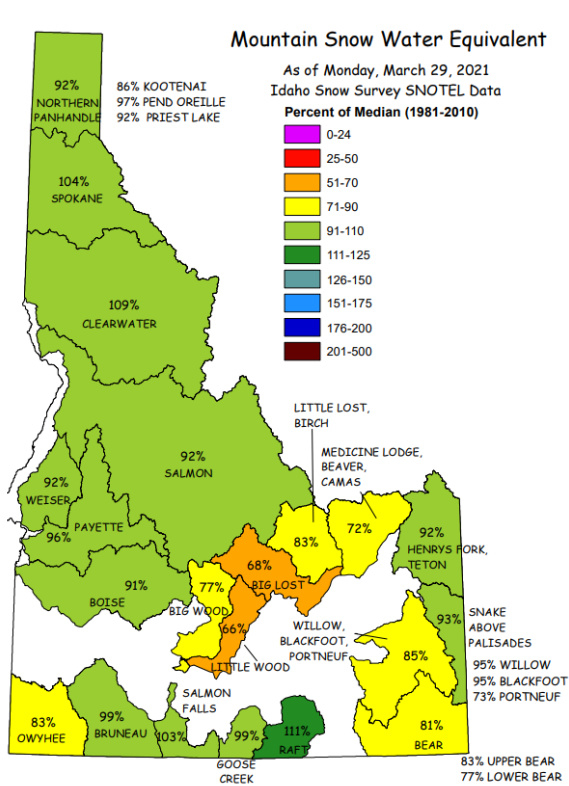 Mountain Snow Water Equivalent
As of Monday, March 29, 2021
Idaho Snow Survey SNOTEL Data
Percent of Median (1981-2010)
0-24
25-50
51-70
71-90
91-110
111-125
126-150
151-175
176-200
201-500
92%
NORTHERN
PANHANDLE
86% KOOTENAI
97% PEND OREILLE
92% PRIEST LAKE
104%
SPOKANE
109%
CLEARWATER
92%
SALMON
LITTLE LOST,
BIRCH
83%
MEDICINE LODGE,
BEAVER,
CAMAS
72%
92%
WEISER
PAYETTE
96%
91%
BOISE
68%
BIG LOST
77%
BIG WOOD
66%
LITTLE WOOD
92%
HENRYS FORK,
TETON
93%
SNAKE
ABOVE
PALISADES
WILLOW,
BLACKFOOT,
PORTNEUF
85%
95% WILLOW
95% BLACKFOOT
73% PORTNEUF
83%
OWYHEE
99%
BRUNEAU
SALMON
FALLS
103%
99%
GOOSE
CREEK
111%
RAFT
81%
BEAR
83% UPPER BEAR
77% LOWER BEAR